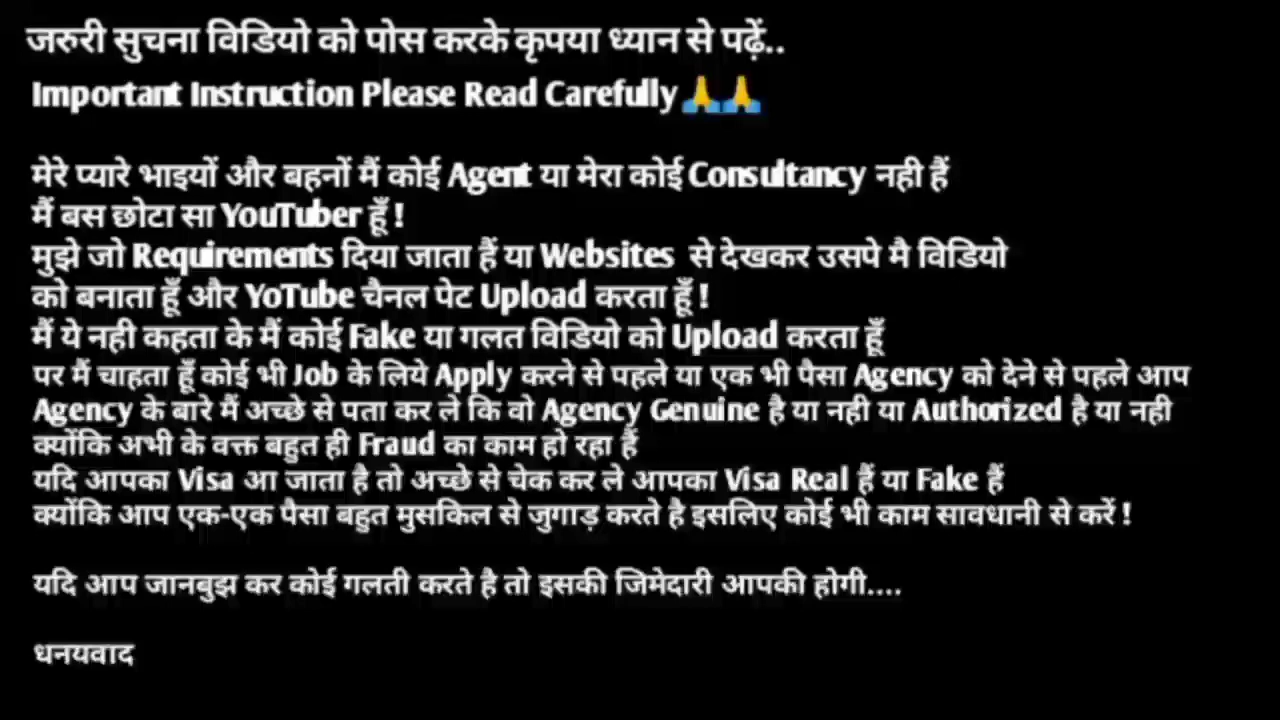 जरुरी सुचना विडियो को पोस करके कृपया ध्यान से पढ़ें..
Important Instruction Please Read Carefully 🙏🙏
मेरे प्यारे भाइयों और बहनों मैं कोई Agent या मेरा कोई Consultancy नही हैं
मैं बस छोटा सा YouTuber हूँ !
मुझे जो Requirements दिया जाता हैं या Websites से देखकर उसपे मै विडियो
को बनाता हूँ और YoTube चैनल पेट Upload करता हूँ !
मैं ये नही कहता के मैं कोई Fake या गलत विडियो को Upload करता हूँ
पर मैं चाहता हूँ कोई भी Job के लिये Apply करने से पहले या एक भी पैसा Agency को देने से पहले आप
Agency के बारे मैं अच्छे से पता कर ले कि वो Agency Genuine है या नही या Authorized है या नही
क्योंकि अभी के वक्त बहुत ही Fraud का काम हो रहा हैं
यदि आपका Visa आ जाता है तो अच्छे से चेक कर ले आपका Visa Real हैं या Fake हैं
क्योंकि आप एक-एक पैसा बहुत मुसकिल से जुगाड़ करते है इसलिए कोई भी काम सावधानी से करें !
यदि आप जानबुझ कर कोई गलती करते है तो इसकी जिमेदारी आपकी होगी....
धनयवाद